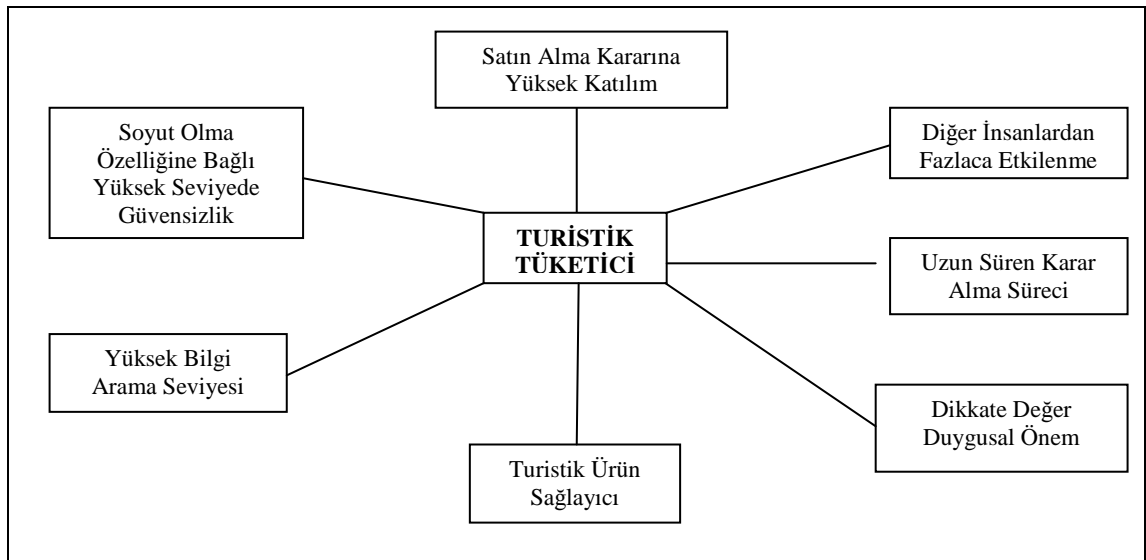 Satın Alma Kararına
Yüksek Katılım
Soyut Olma
Özelliğine Bağlı
Yüksek Seviyede
Güvensizlik
Diğer İnsanlardan
Fazlaca Etkilenme
TURİSTİK
TÜKETİCİ
Uzun Süren Karar
Alma Süreci
Yüksek Bilgi
Arama Seviyesi
Dikkate Değer
Duygusal Önem
Turistik Ürün
Sağlayıcı